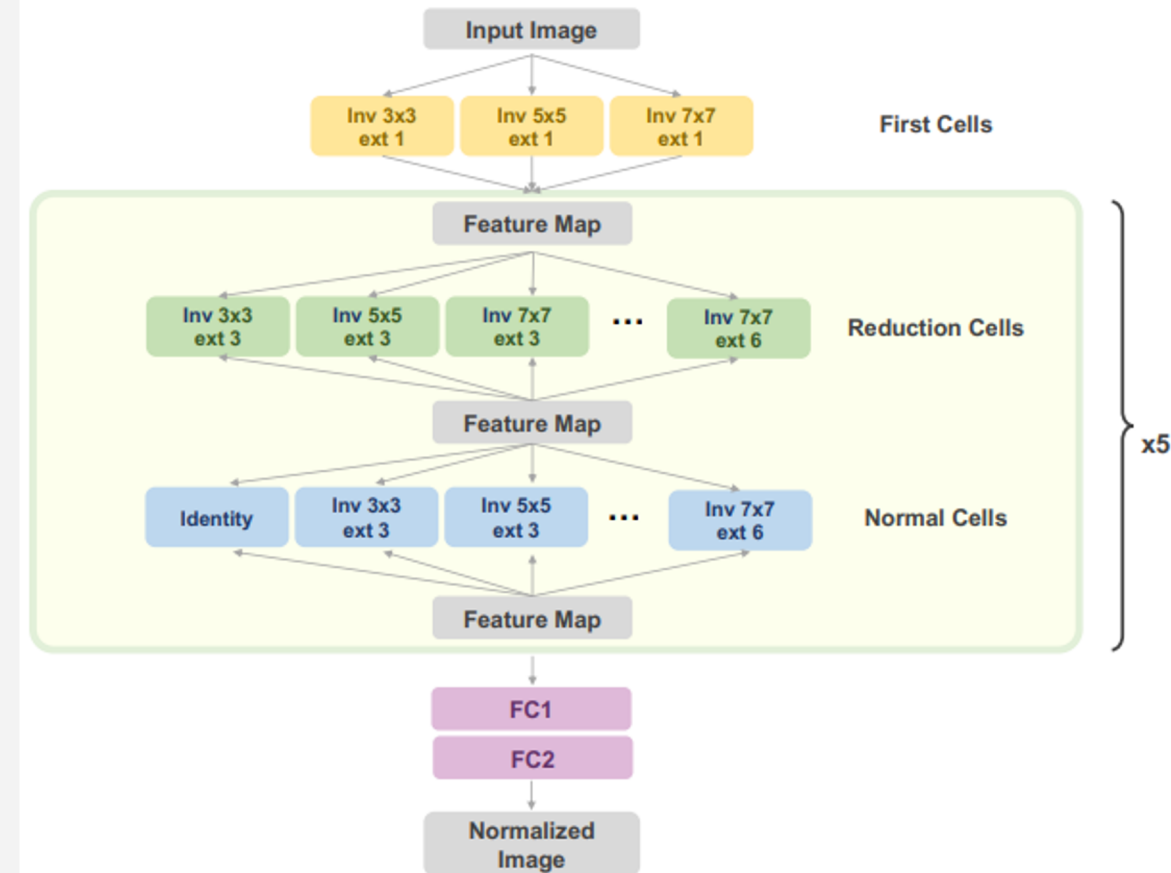 Input Image
Inv 3x3
ext 1
Inv 5x5
ext 1
Inv 7x7
ext 1
First Cells
Feature Map
Inv 3x3
ext 3
Inv 5x5
ext 3
Inv 7x7
ext 3
...
Inv 7x7
ext 6
Reduction Cells
Feature Map
x5
Identity
Inv 3x3
ext 3
Inv 5x5
ext 3
...
Inv 7x7
ext 6
Normal Cells
Feature Map
FC1
FC2
Normalized
Image